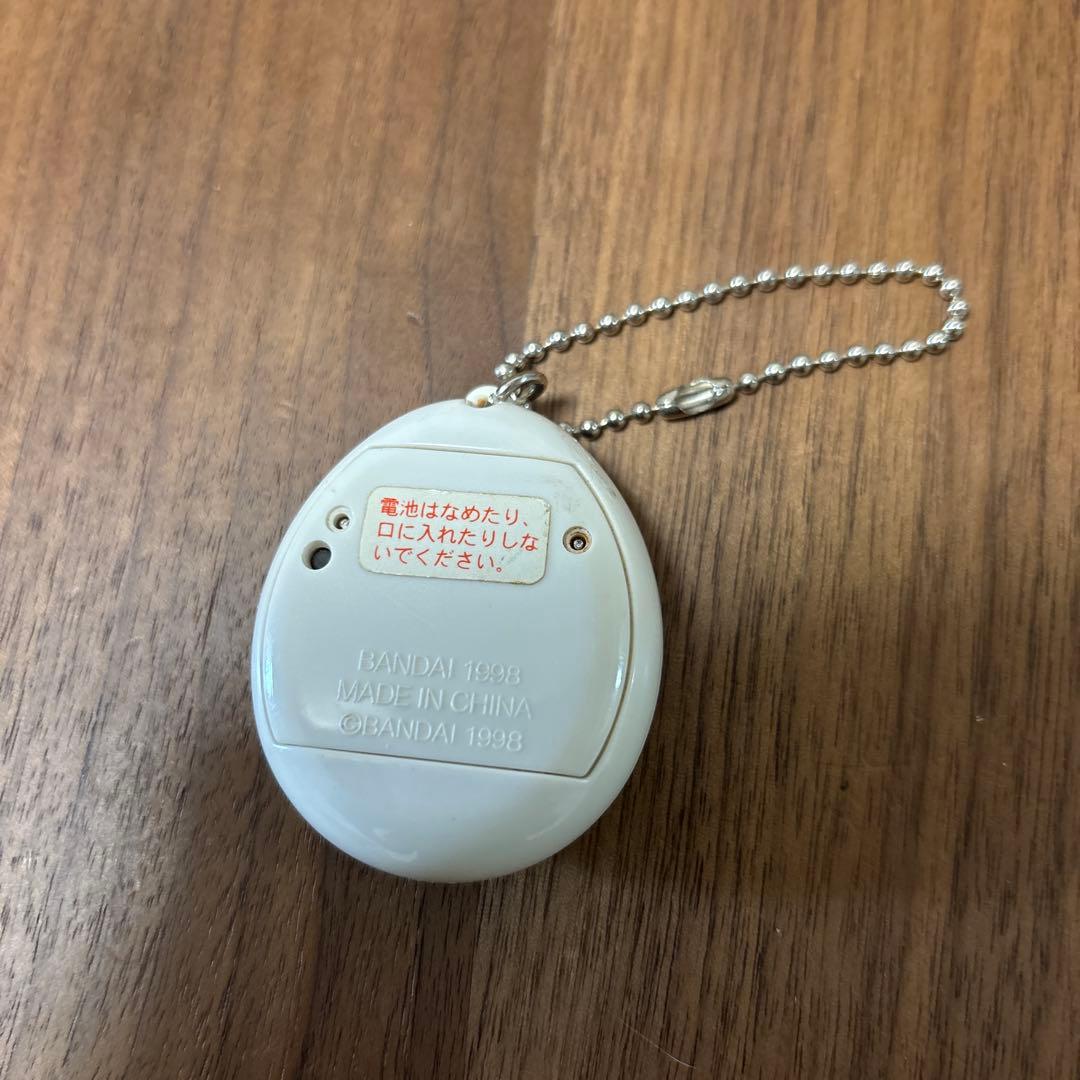 電池はなめたり、
口に入れたりしな
いでください。
BANDAI 1998
MADE IN CHINA
©BANDAI 1998